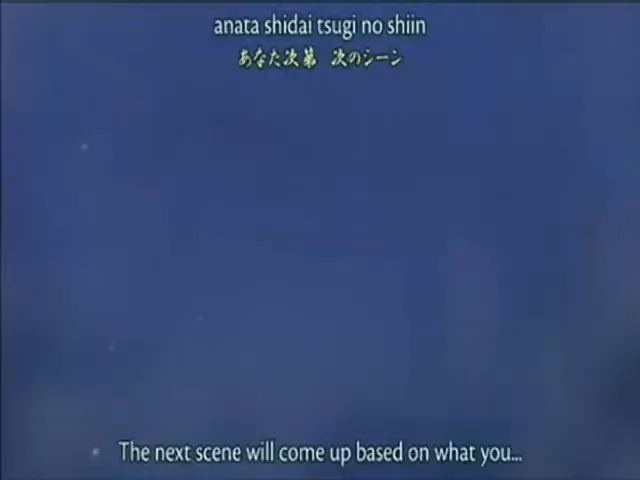 anata shidai tsugi no shiin
あなた次第 次のシーン
The next scene will come up based on what you...